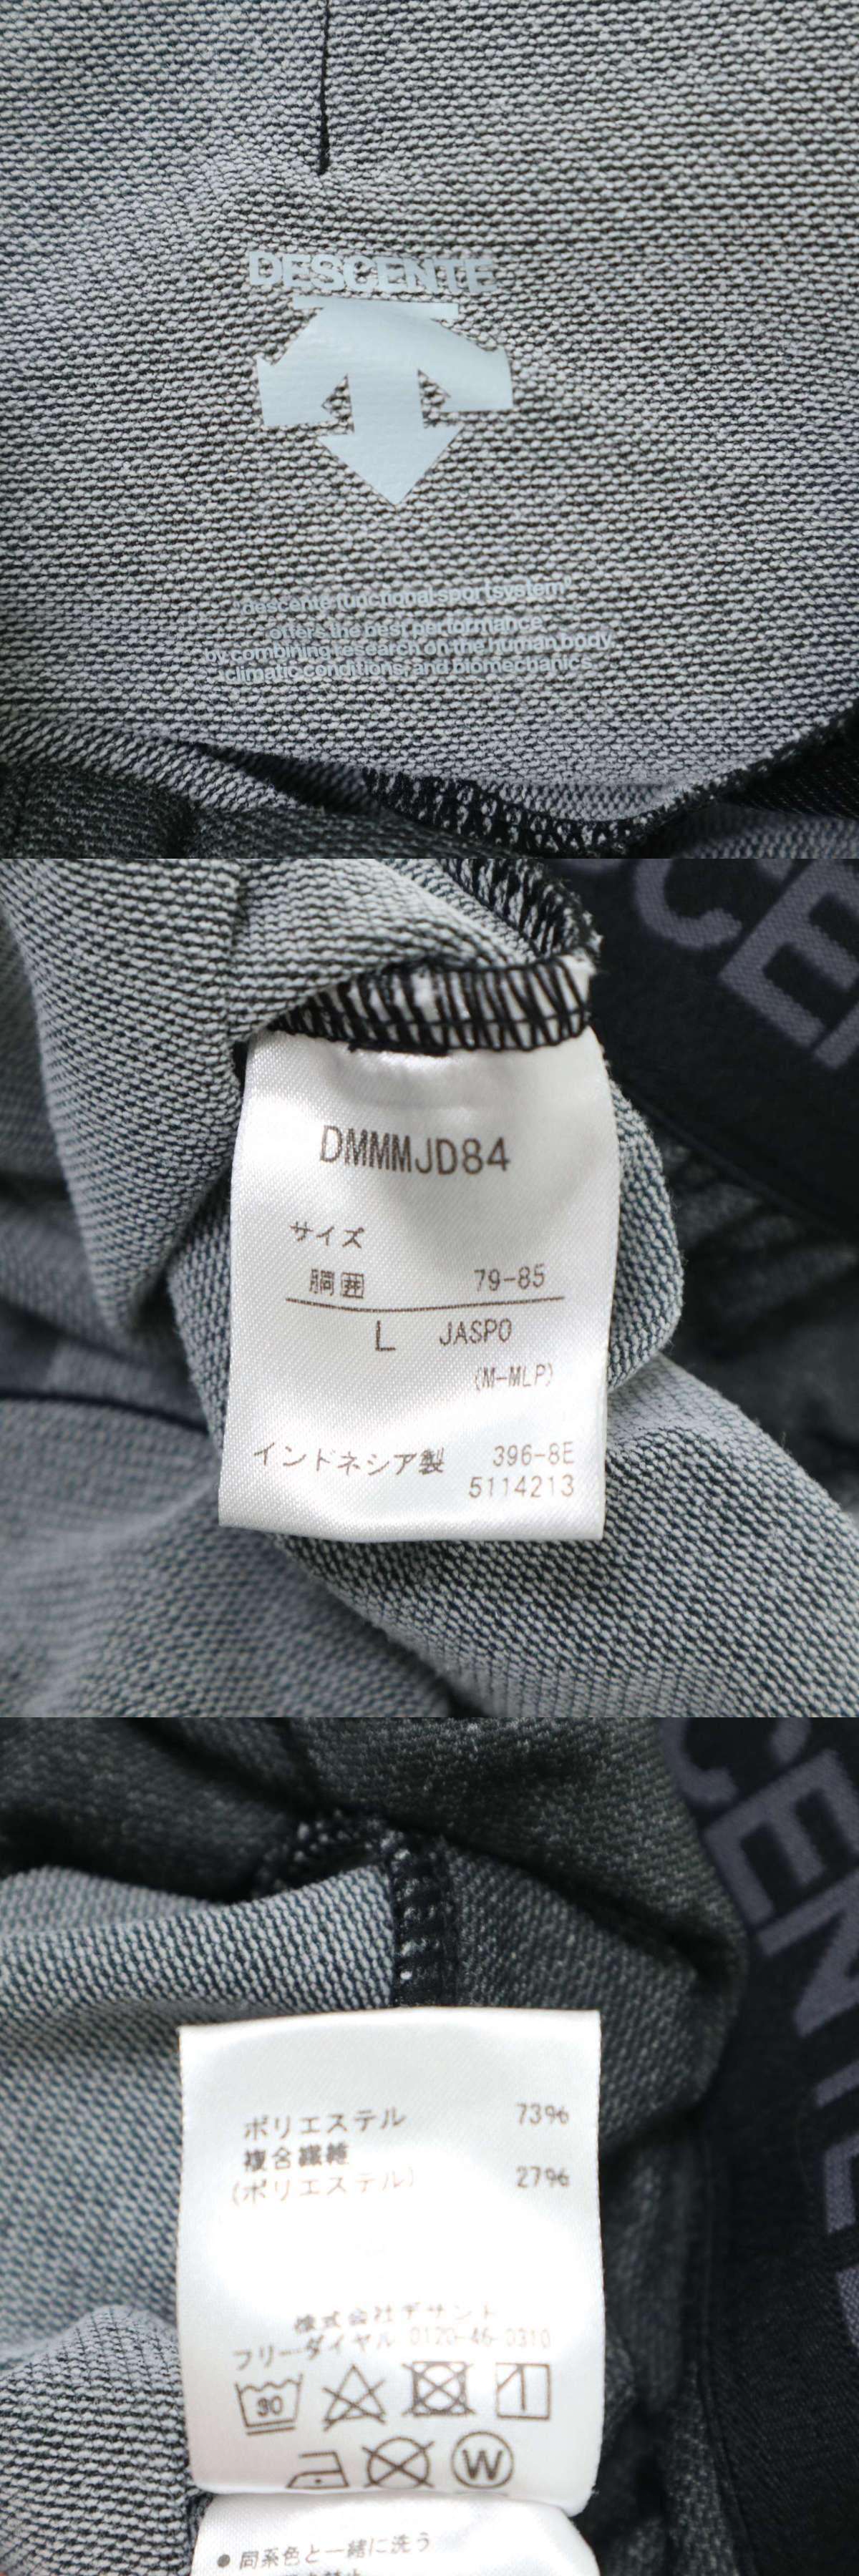 DESCENTE
"descente functional sportsystem"
offers the best performance
by combining research on the human body,
climatic conditions, and biomechanics.
CE
DMMMJD84
サイズ
胴囲 79-85
L JASPO
(M-MLP)
インドネシア製 396-8E
5114213
CENTE
ポリエステル 73%
複合繊維
(ポリエステル) 27%
株式会社デサント
フリーダイヤル 0120-46-0310
30
W
●同系色と一緒に洗う